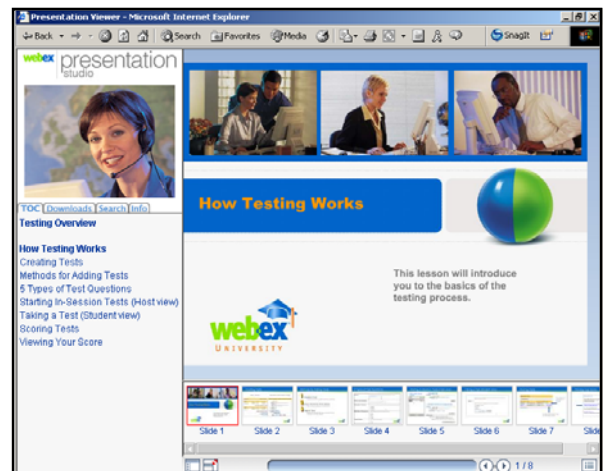 Presentation Viewer - Microsoft Internet Explorer
Back
Search
Favorites
Media
SnagIt
webex presentation
studio
TOC
Downloads
Search
Info
Testing Overview
How Testing Works
Creating Tests
Methods for Adding Tests
5 Types of Test Questions
Starting In-Session Tests (Host view)
Taking a Test (Student view)
Scoring Tests
Viewing Your Score
How Testing Works
This lesson will introduce
you to the basics of the
testing process.
webex
UNIVERSITY
Slide 1
Slide 2
Slide 3
Slide 4
Slide 5
Slide 6
Slide 7
Slide
1 / 8